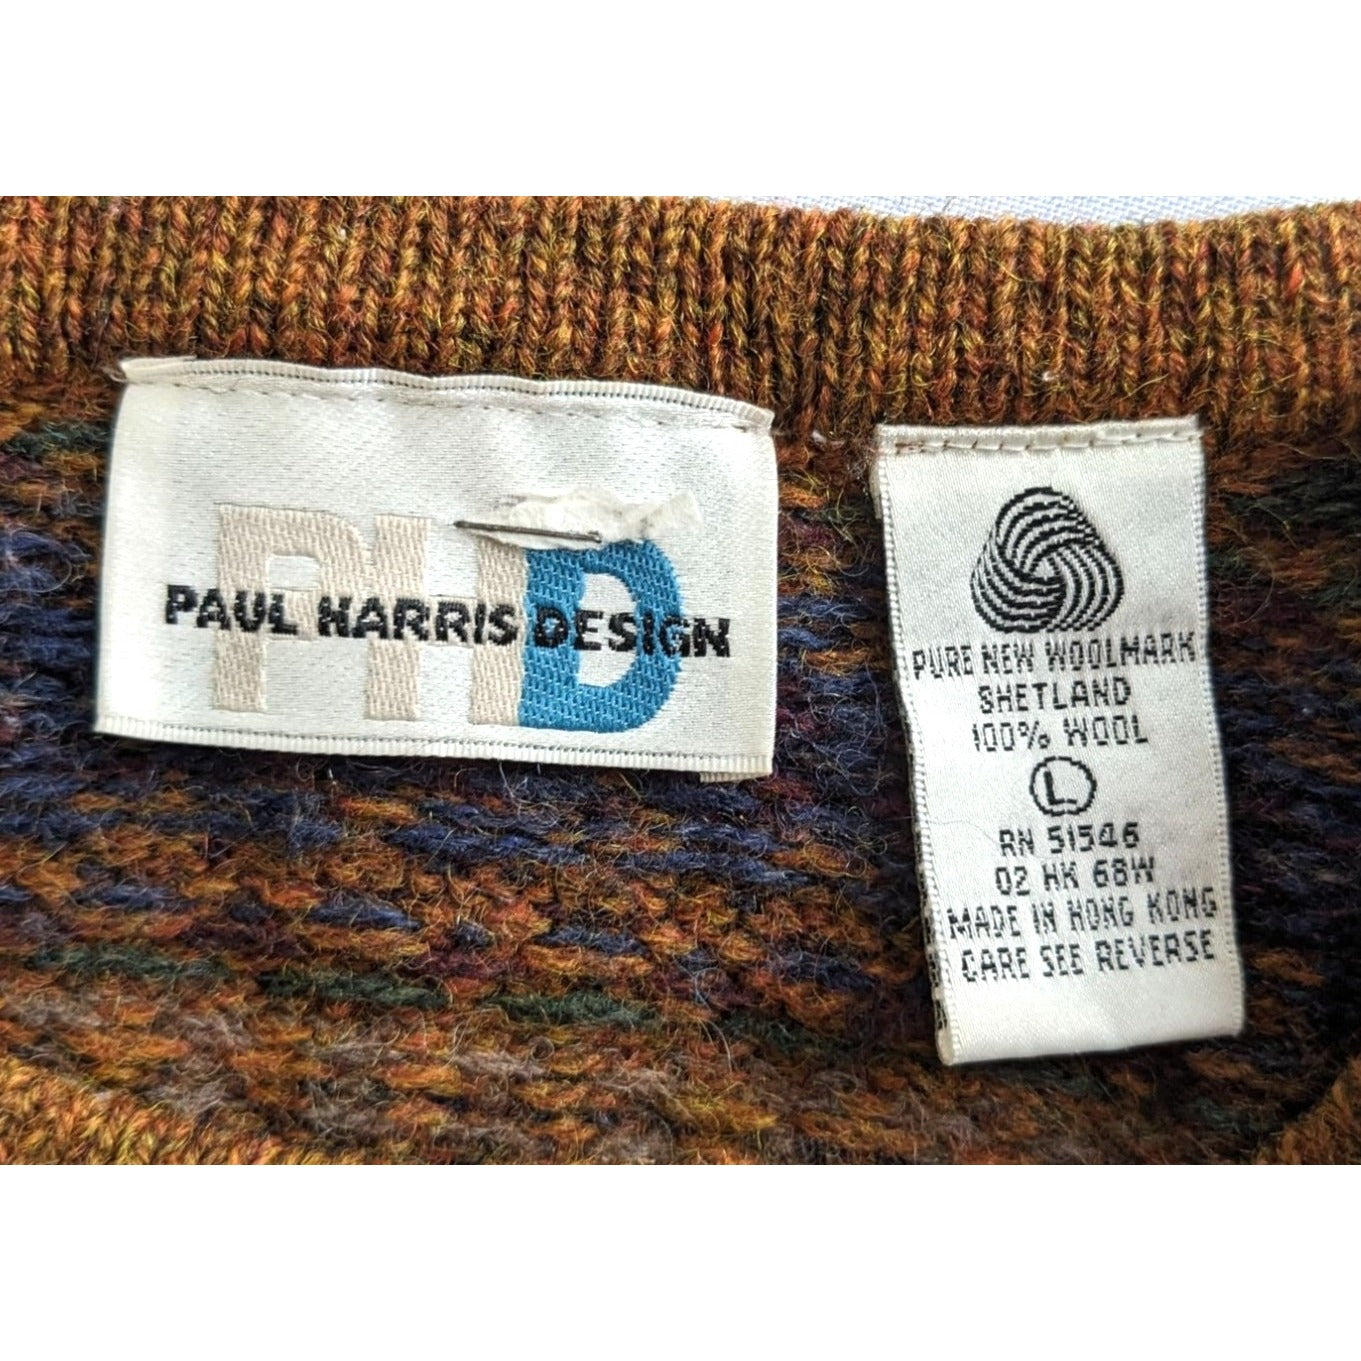 PHD
PAUL HARRIS DESIGN
PURE NEW WOOLMARK
SHETLAND
100% WOOL
L
RN 51546
02 HK 68W
MADE IN HONG KONG
CARE SEE REVERSE